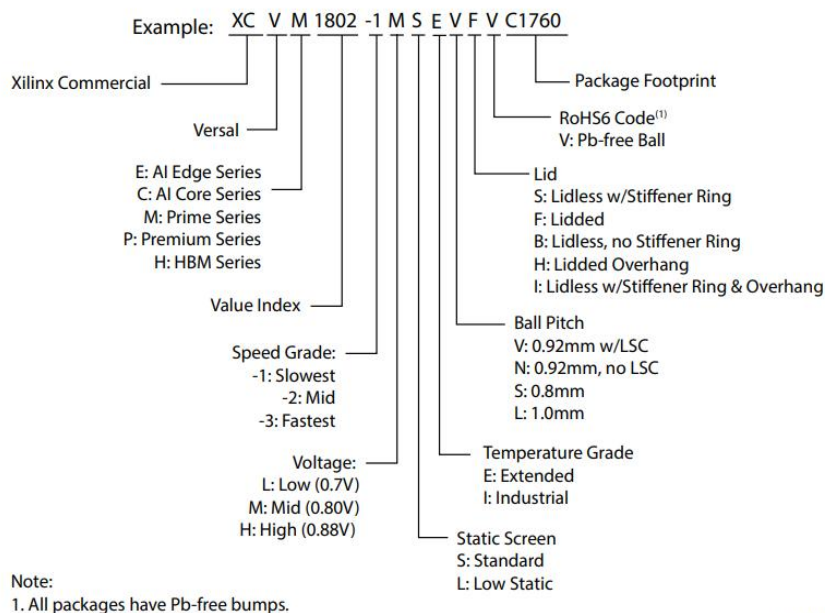 Example: XC V M 1802 -1 M S E V F V C1760
Xilinx Commercial
Versal
E: AI Edge Series
C: AI Core Series
M: Prime Series
P: Premium Series
H: HBM Series
Value Index
Speed Grade:
-1: Slowest
-2: Mid
-3: Fastest
Voltage:
L: Low (0.7V)
M: Mid (0.80V)
H: High (0.88V)
Package Footprint
RoHS6 Code(1)
V: Pb-free Ball
Lid
S: Lidless w/Stiffener Ring
F: Lidded
B: Lidless, no Stiffener Ring
H: Lidded Overhang
I: Lidless w/Stiffener Ring & Overhang
Ball Pitch
V: 0.92mm w/LSC
N: 0.92mm, no LSC
S: 0.8mm
L: 1.0mm
Temperature Grade
E: Extended
I: Industrial
Static Screen
S: Standard
L: Low Static
Note:
1. All packages have Pb-free bumps.